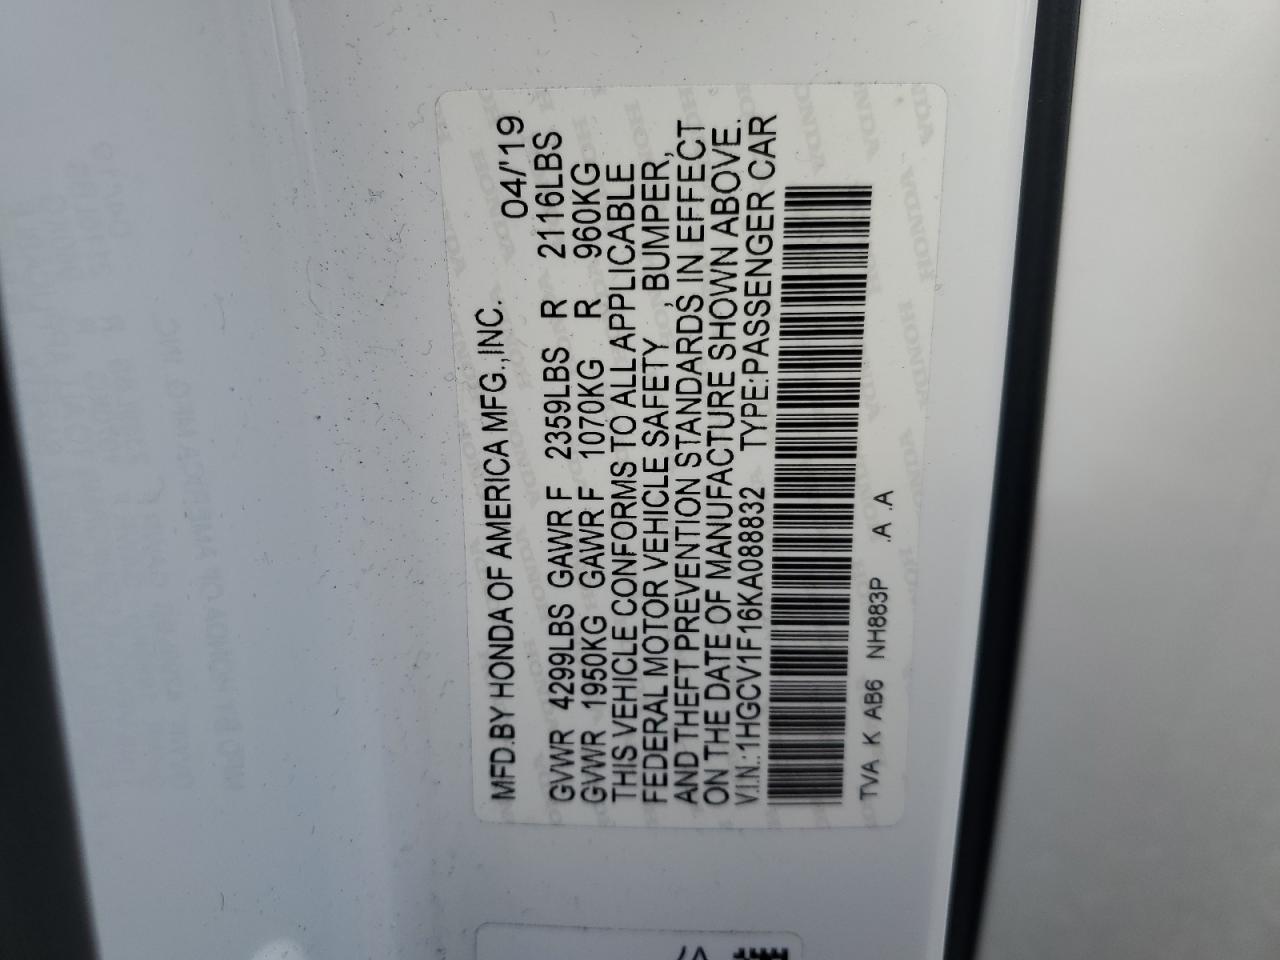 MFD.BY HONDA OF AMERICA MFG.,INC. 04/'19
GVWR 4299LBS GAWR F 2359LBS R 2116LBS
GVWR 1950KG GAWR F 1070KG R 960KG
THIS VEHICLE CONFORMS TO ALL APPLICABLE
FEDERAL MOTOR VEHICLE SAFETY, BUMPER,
AND THEFT PREVENTION STANDARDS IN EFFECT
ON THE DATE OF MANUFACTURE SHOWN ABOVE.
V.I.N.:1HGCV1F16KA088832 TYPE:PASSENGER CAR
TVA K AB6 NH883P .A .A